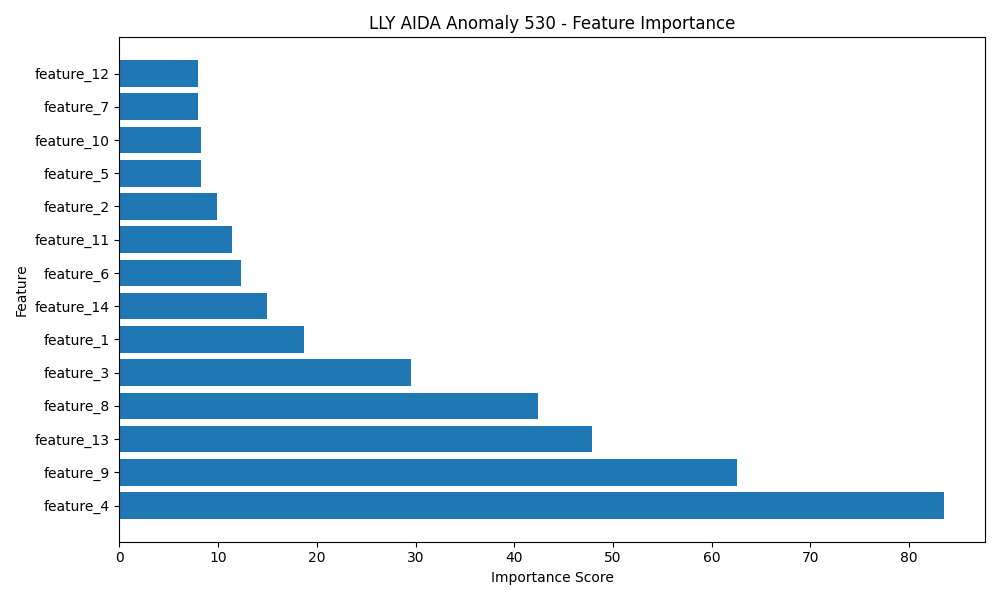 LLY AIDA Anomaly 530 - Feature Importance
feature_12
feature_7
feature_10
feature_5
feature_2
feature_11
feature_6
feature_14
feature_1
feature_3
feature_8
feature_13
feature_9
feature_4
Feature
0 10 20 30 40 50 60 70 80
Importance Score